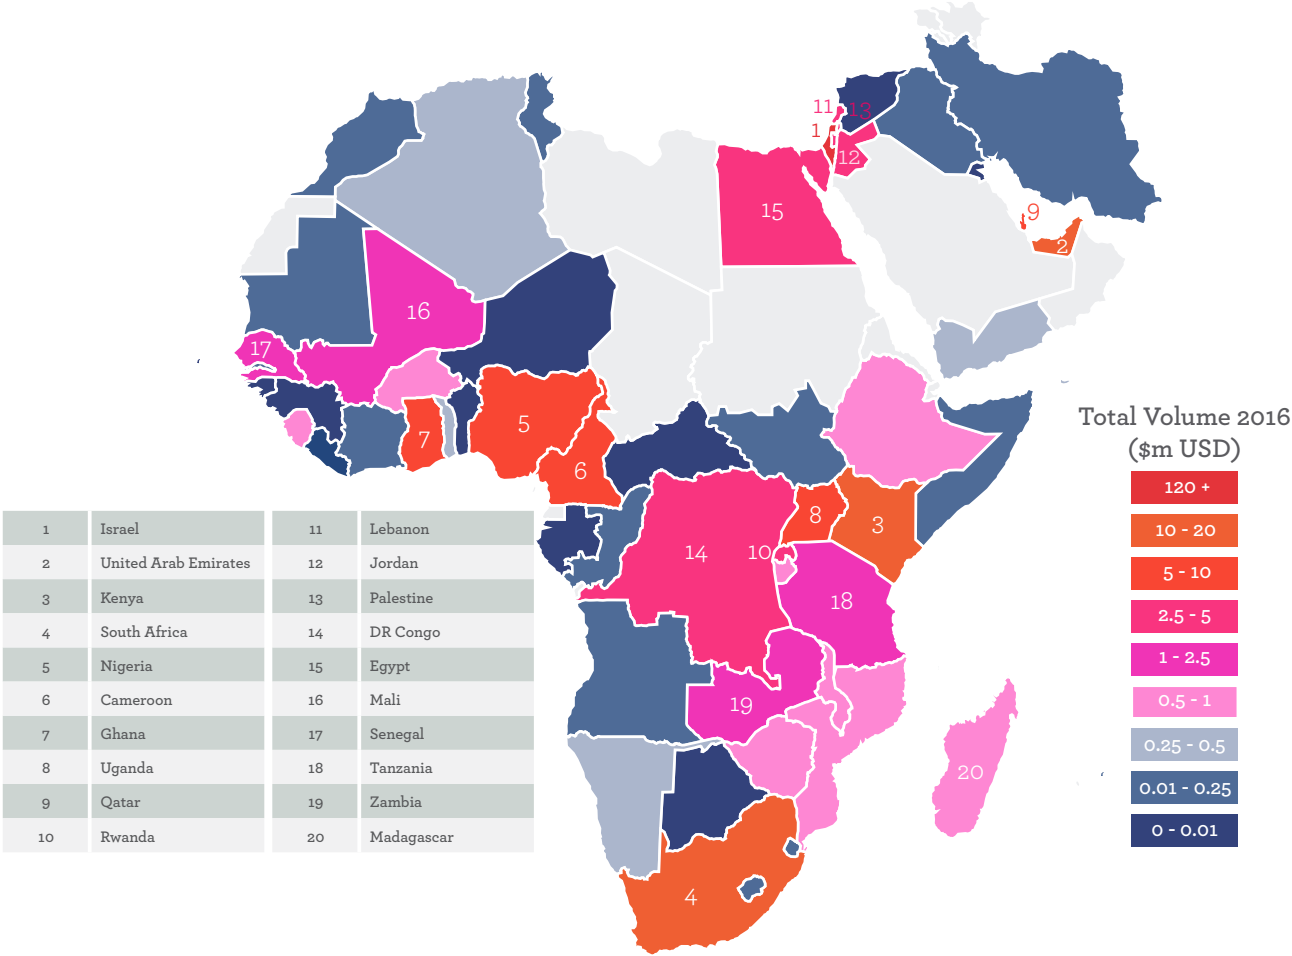 11
13
1
12
15
9
2
16
17
5
7
6
8
3
14
10
18
19
20
4
Total Volume 2016
($m USD)
120 +
10 - 20
5 - 10
2.5 - 5
1 - 2.5
0.5 - 1
0.25 - 0.5
0.01 - 0.25
0 - 0.01
1 Israel 11 Lebanon
2 United Arab Emirates 12 Jordan
3 Kenya 13 Palestine
4 South Africa 14 DR Congo
5 Nigeria 15 Egypt
6 Cameroon 16 Mali
7 Ghana 17 Senegal
8 Uganda 18 Tanzania
9 Qatar 19 Zambia
10 Rwanda 20 Madagascar